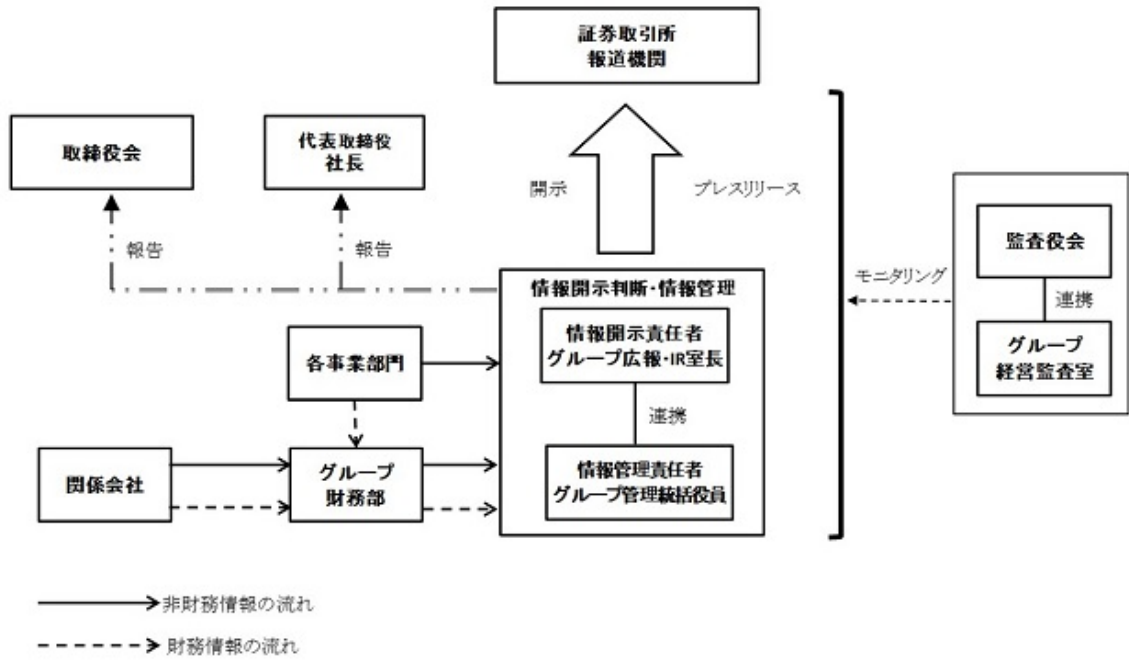 証券取引所
報道機関
取締役会
代表取締役
社長
開示
プレスリリース
報告
報告
監査役会
モニタリング
連携
グループ
経営監査室
情報開示判断・情報管理
情報開示責任者
グループ広報・IR室長
各事業部門
連携
関係会社
グループ
財務部
情報管理責任者
グループ管理統括役員
非財務情報の流れ
財務情報の流れ